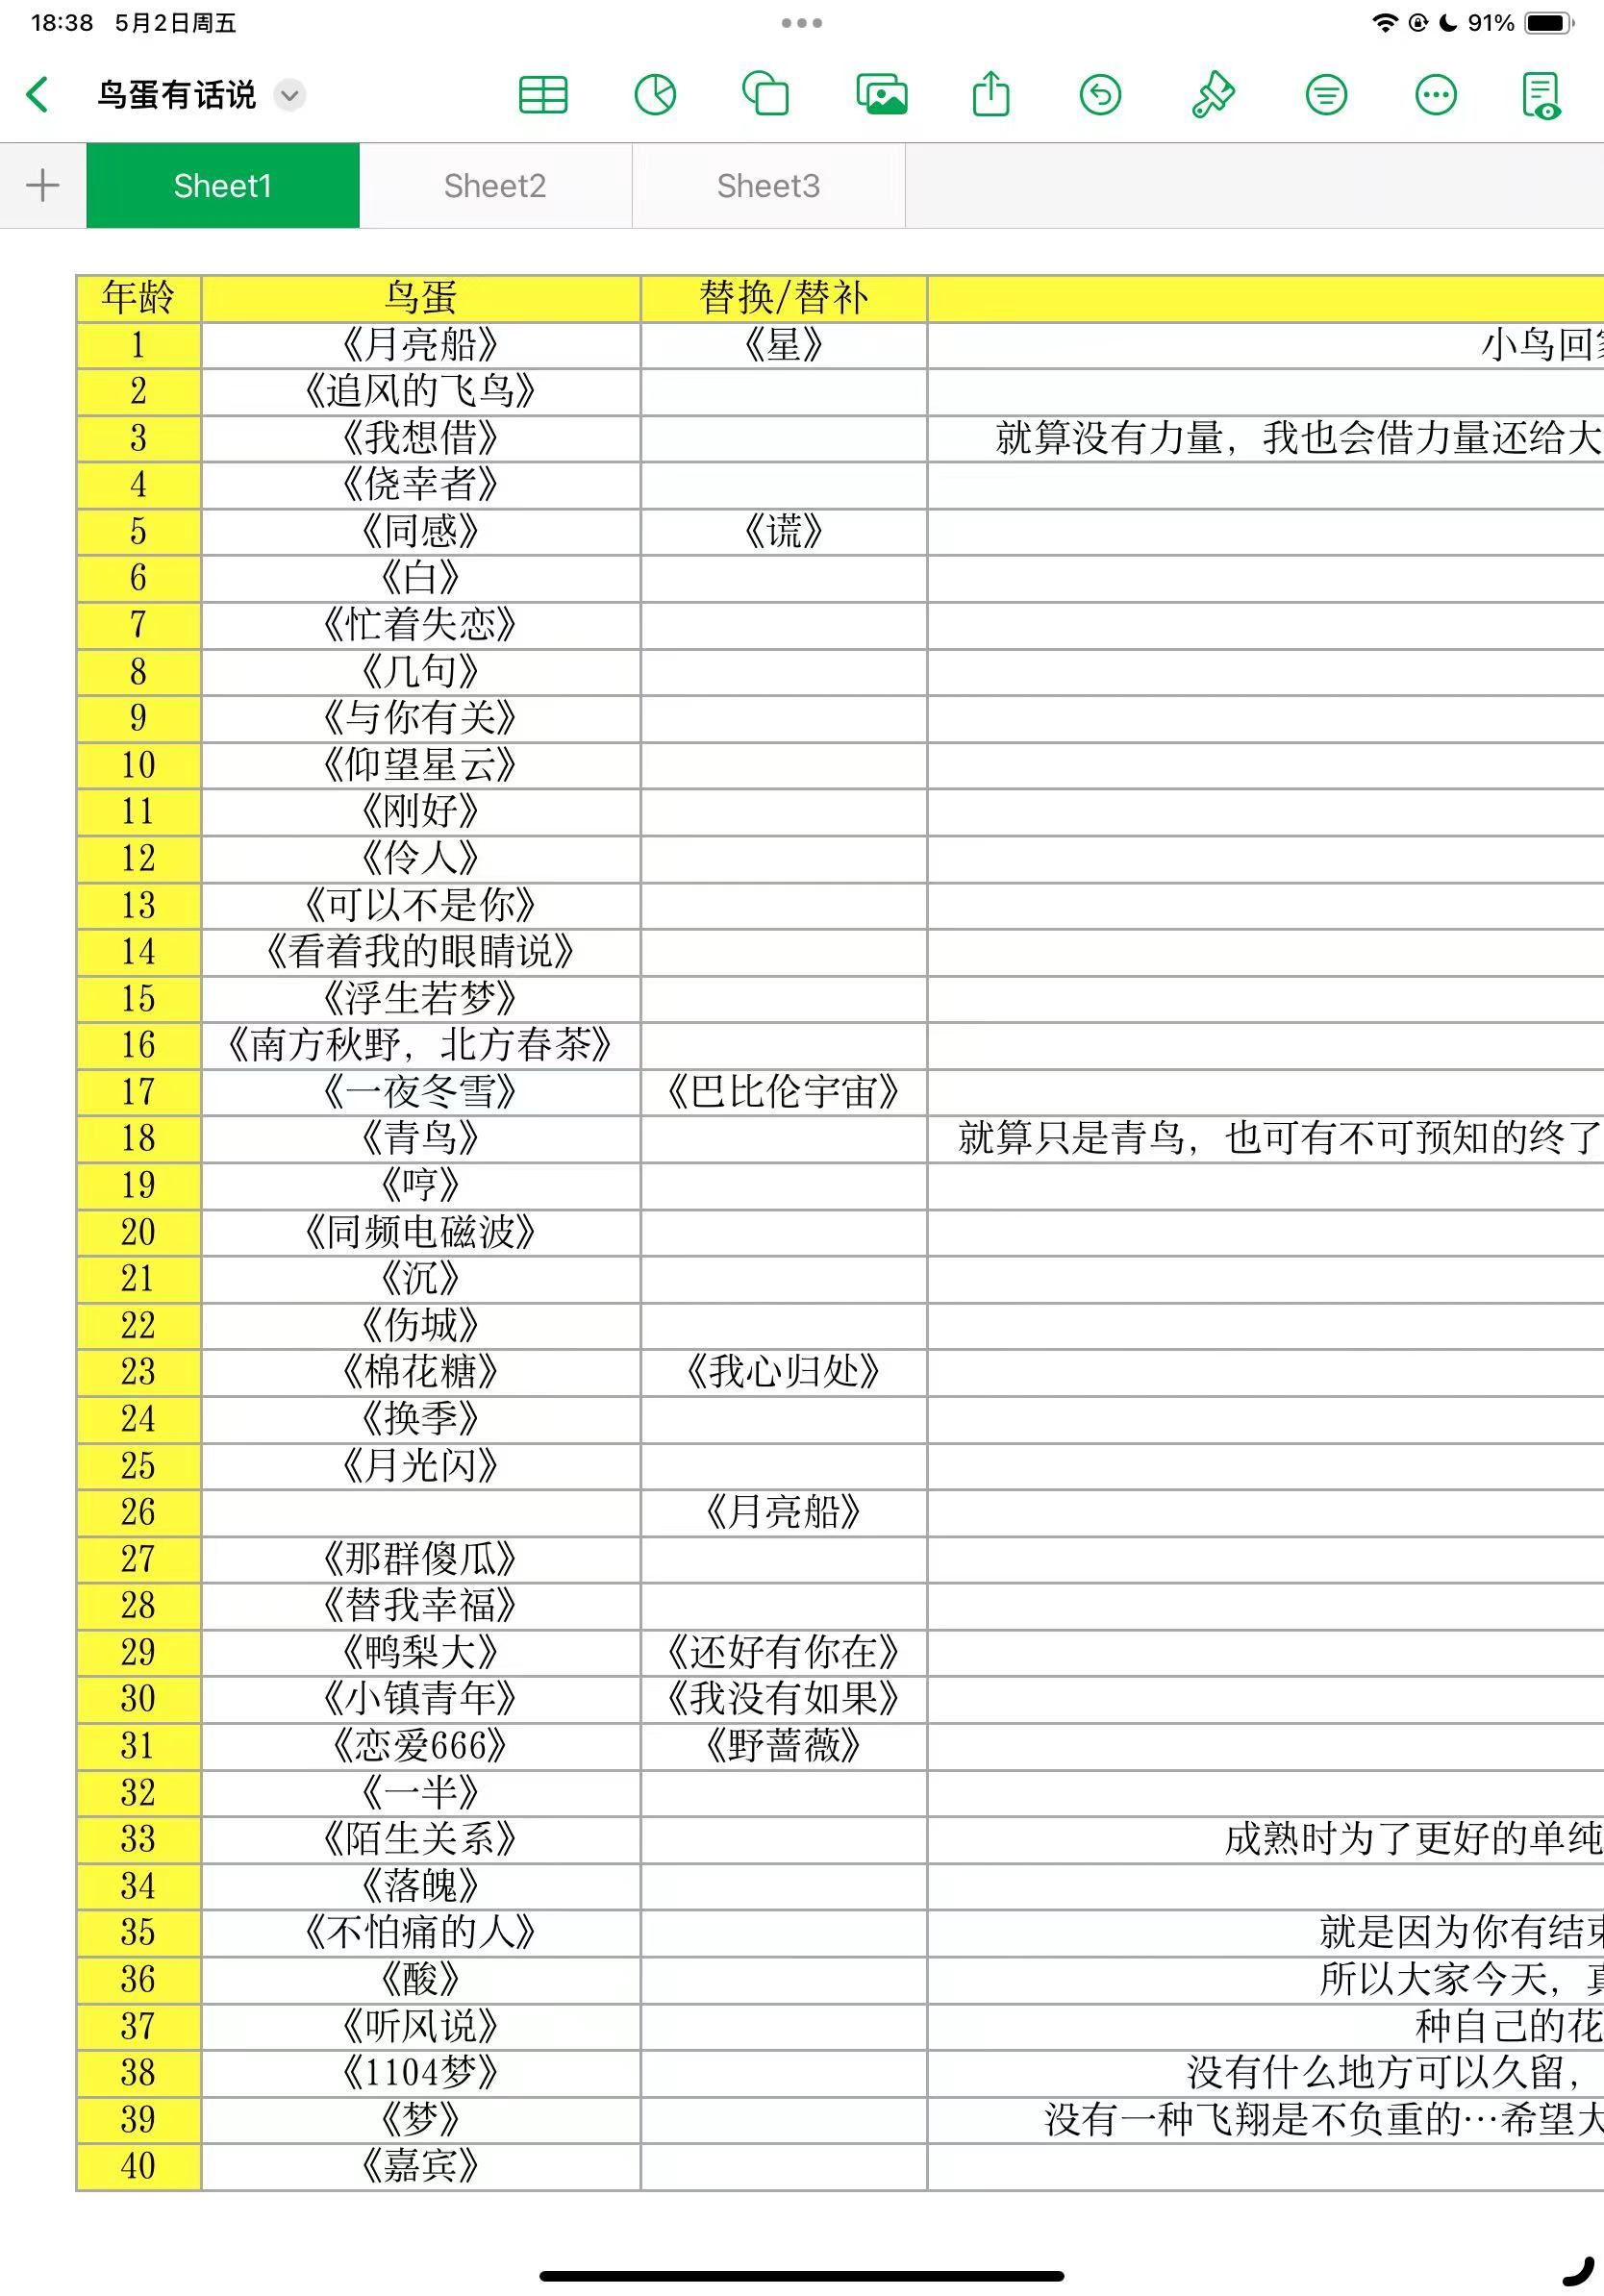 18:38 5月2日周五 91%
鸟蛋有话说
Sheet1 Sheet2 Sheet3
年龄 鸟蛋 替换/替补
1 《月亮船》 《星》 小鸟回家
2 《追风的飞鸟》
3 《我想借》 就算没有力量，我也会借力量还给大
4 《侥幸者》
5 《同感》 《谎》
6 《白》
7 《忙着失恋》
8 《几句》
9 《与你有关》
10 《仰望星云》
11 《刚好》
12 《伶人》
13 《可以不是你》
14 《看着我的眼睛说》
15 《浮生若梦》
16 《南方秋野，北方春茶》
17 《一夜冬雪》 《巴比伦宇宙》
18 《青鸟》 就算只是青鸟，也可有不可预知的终了
19 《哼》
20 《同频电磁波》
21 《沉》
22 《伤城》
23 《棉花糖》 《我心归处》
24 《换季》
25 《月光闪》
26 《月亮船》
27 《那群傻瓜》
28 《替我幸福》
29 《鸭梨大》 《还好有你在》
30 《小镇青年》 《我没有如果》
31 《恋爱666》 《野蔷薇》
32 《一半》
33 《陌生关系》 成熟时为了更好的单纯
34 《落魄》
35 《不怕痛的人》 就是因为你有结束
36 《酸》 所以大家今天，真
37 《听风说》 种自己的花
38 《1104梦》 没有什么地方可以久留，
39 《梦》 没有一种飞翔是不负重的…希望大
40 《嘉宾》